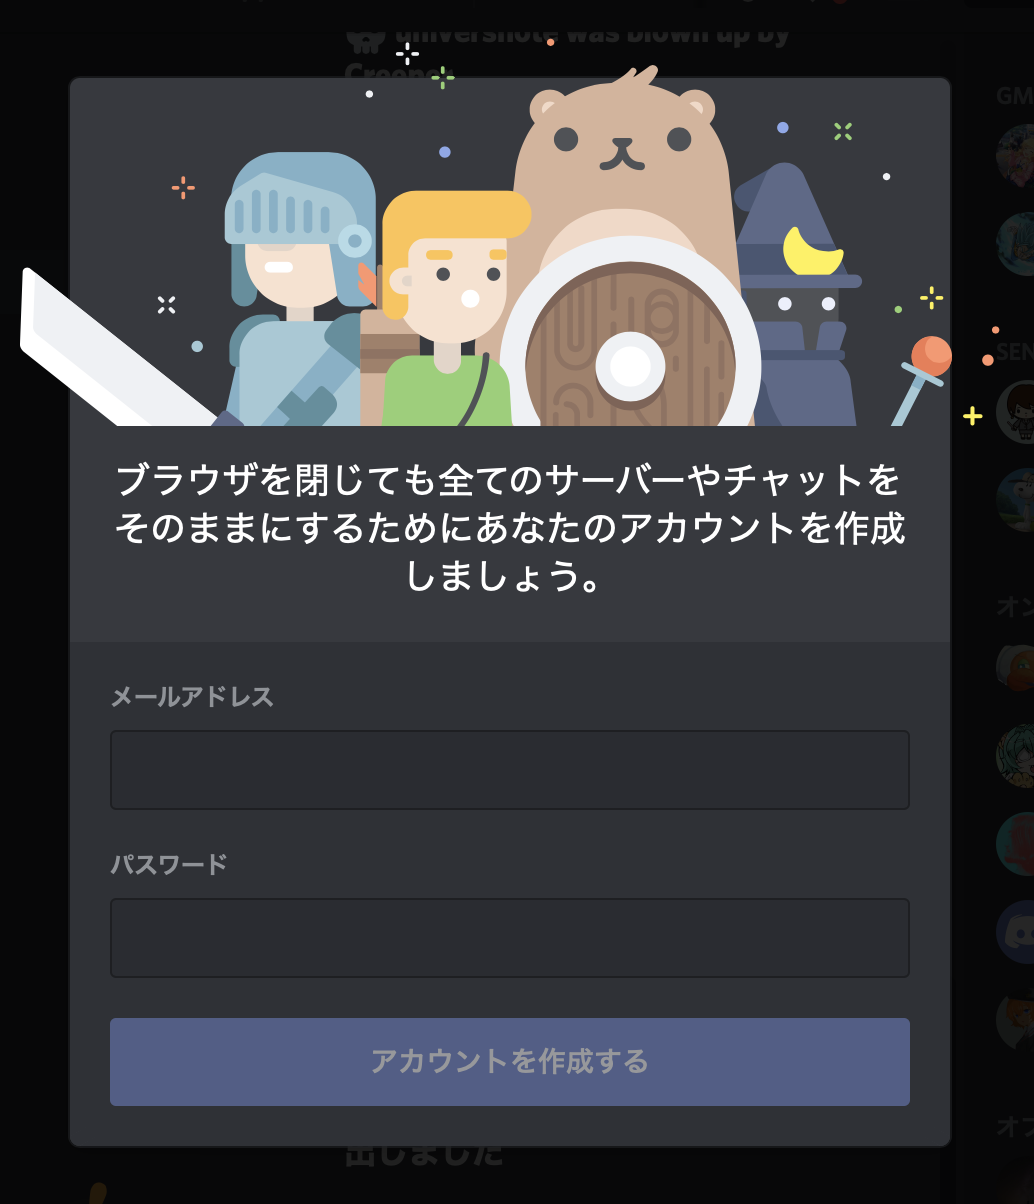 universnote was blown up by
Creeper
GM
ブラウザを閉じても全てのサーバーやチャットを
そのままにするためにあなたのアカウントを作成
しましょう。
SEN
メールアドレス
オン
パスワード
アカウントを作成する
オフ
出しました